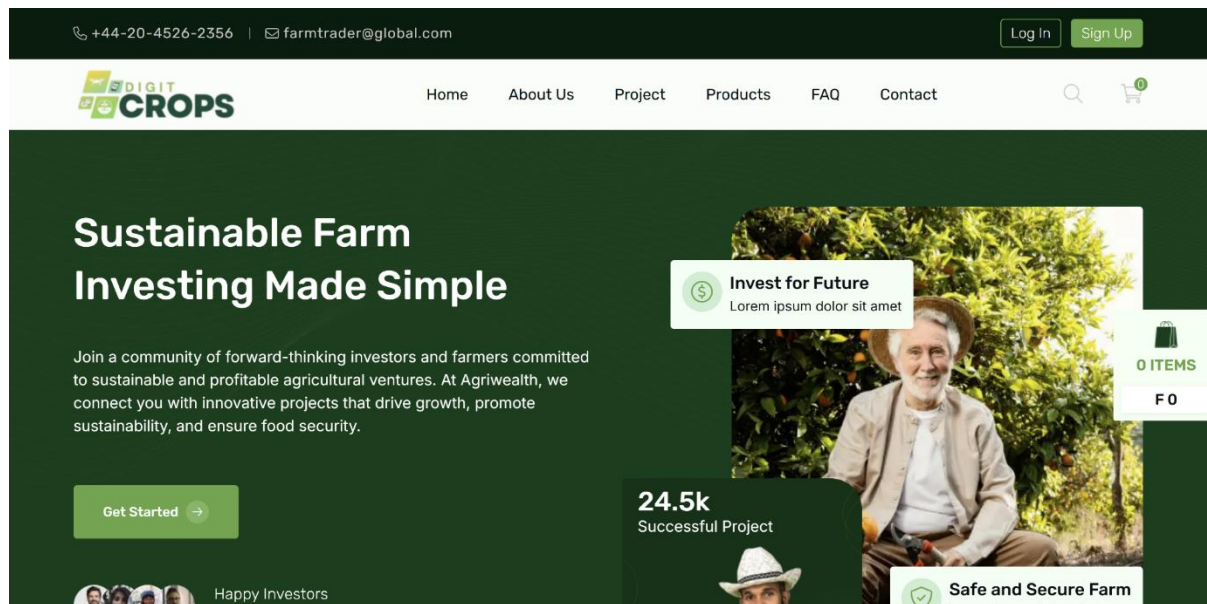 +44-20-4526-2356 | farmtrader@global.com
Log In
Sign Up
DIGIT
CROPS
Home
About Us
Project
Products
FAQ
Contact
0
Sustainable Farm
Investing Made Simple
Join a community of forward-thinking investors and farmers committed
to sustainable and profitable agricultural ventures. At Agriwealth, we
connect you with innovative projects that drive growth, promote
sustainability, and ensure food security.
Get Started
Happy Investors
Invest for Future
Lorem ipsum dolor sit amet
0 ITEMS
F 0
24.5k
Successful Project
Safe and Secure Farm